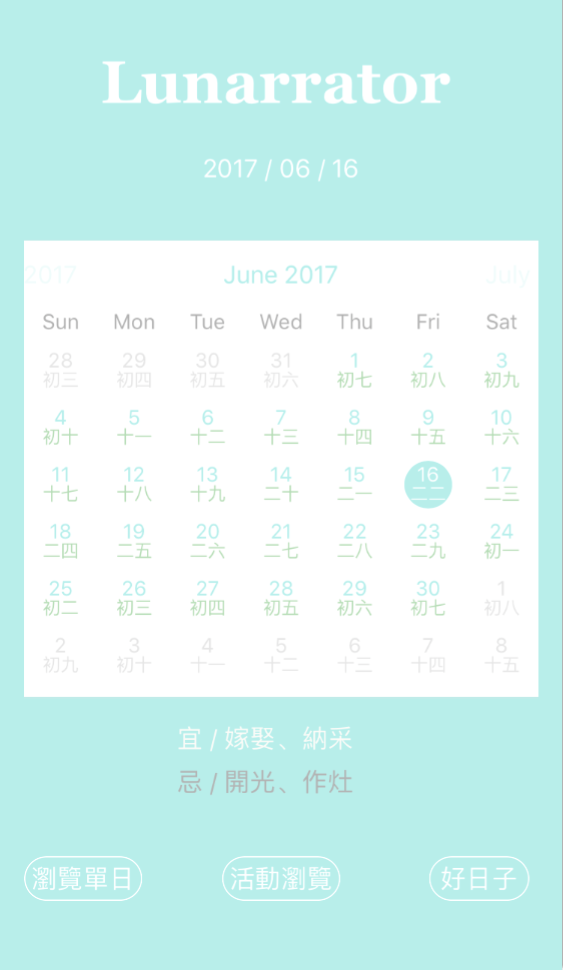 Lunarrator
2017 / 06 / 16
2017 June 2017 July
Sun Mon Tue Wed Thu Fri Sat
28 29 30 31 1 2 3
初三 初四 初五 初六 初七 初八 初九
4 5 6 7 8 9 10
初十 十一 十二 十三 十四 十五 十六
11 12 13 14 15 16 17
十七 十八 十九 二十 二一 二二 二三
18 19 20 21 22 23 24
二四 二五 二六 二七 二八 二九 初一
25 26 27 28 29 30 1
初二 初三 初四 初五 初六 初七 初八
2 3 4 5 6 7 8
初九 初十 十一 十二 十三 十四 十五
宜 / 嫁娶、納采
忌 / 開光、作灶
瀏覽單日 活動瀏覽 好日子